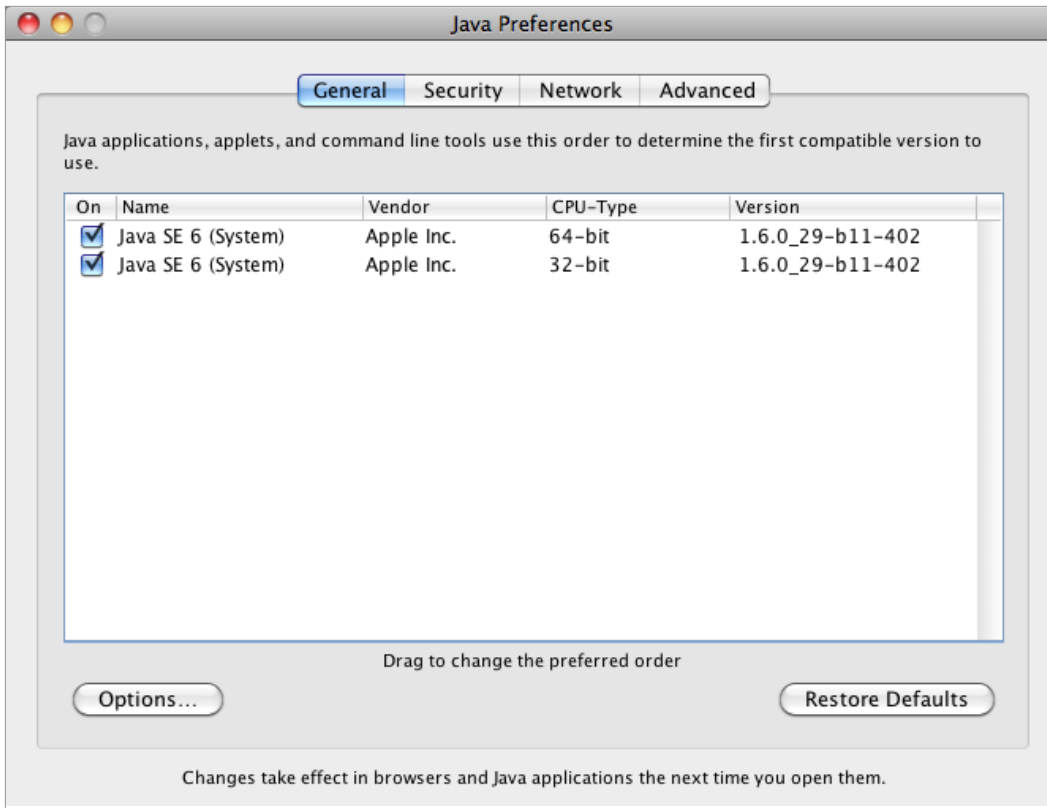 Java Preferences
General Security Network Advanced
Java applications, applets, and command line tools use this order to determine the first compatible version to
use.
On Name Vendor CPU-Type Version
Java SE 6 (System) Apple Inc. 64-bit 1.6.0_29-b11-402
Java SE 6 (System) Apple Inc. 32-bit 1.6.0_29-b11-402
Drag to change the preferred order
Options... Restore Defaults
Changes take effect in browsers and Java applications the next time you open them.